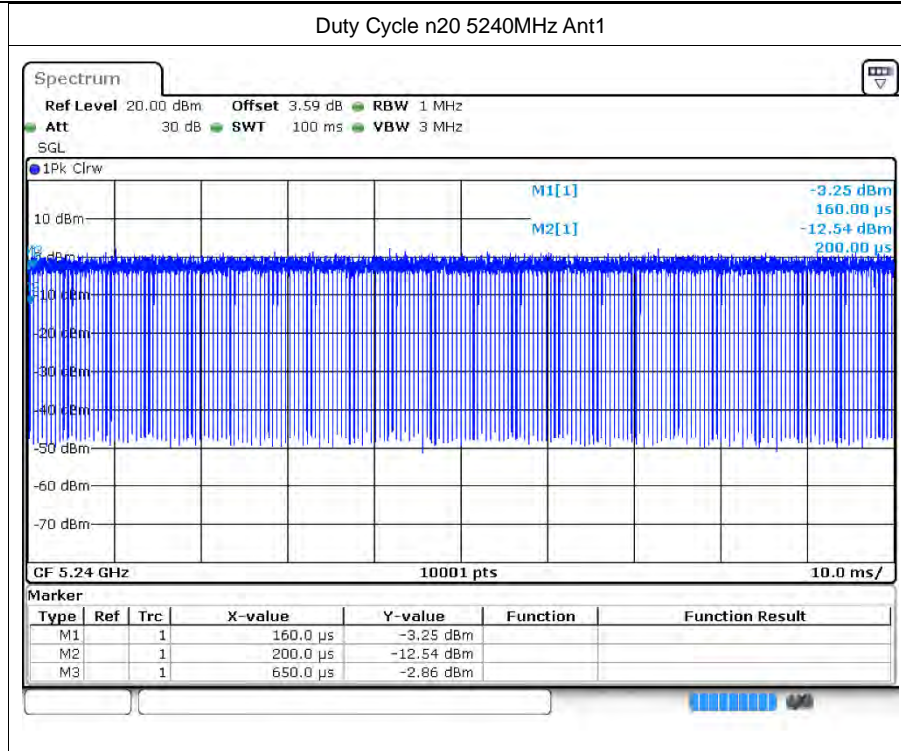 Duty Cycle n20 5240MHz Ant1
Spectrum
Ref Level 20.00 dBm Offset 3.59 dB RBW 1 MHz
Att 30 dB SWT 100 ms VBW 3 MHz
SGL
1Pk Clrw
M1[1] -3.25 dBm
160.00 µs
10 dBm
M2[1] -12.54 dBm
200.00 µs
-10 dBm
-20 dBm
-30 dBm
-40 dBm
-50 dBm
-60 dBm
-70 dBm
CF 5.24 GHz 10001 pts 10.0 ms/
Marker
Type Ref Trc X-value Y-value Function Function Result
M1 1 160.0 µs -3.25 dBm
M2 1 200.0 µs -12.54 dBm
M3 1 650.0 µs -2.86 dBm